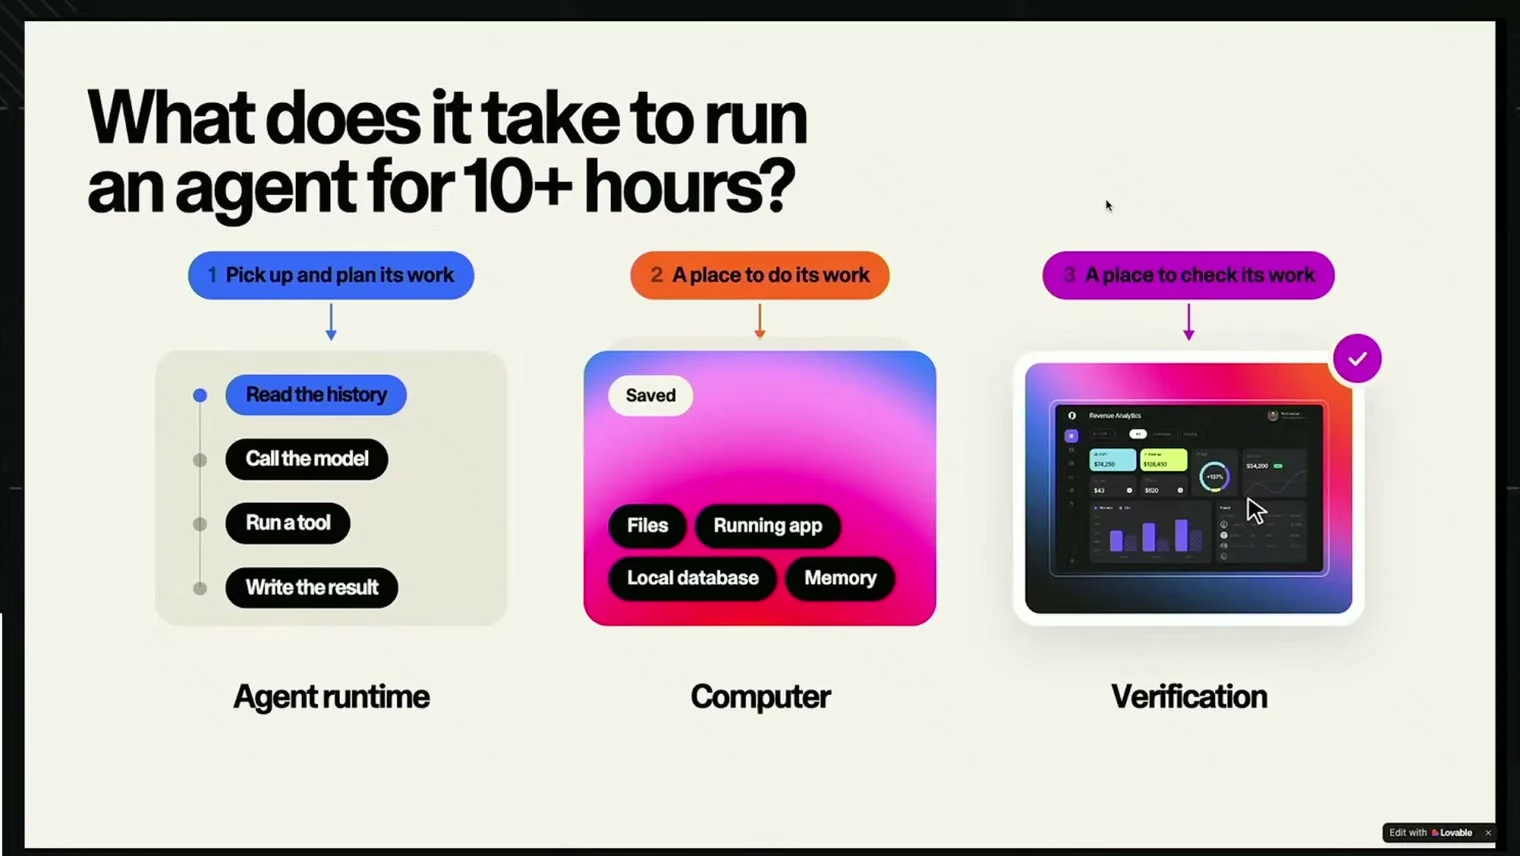 What does it take to run
an agent for 10+ hours?
1 Pick up and plan its work
2 A place to do its work
3 A place to check its work
Read the history
Call the model
Run a tool
Write the result
Agent runtime
Saved
Files
Running app
Local database
Memory
Computer
Revenue Analytics
$78,250
$128,450
+137%
$54,200
$43
$820
Verification
Edit with Lovable ×